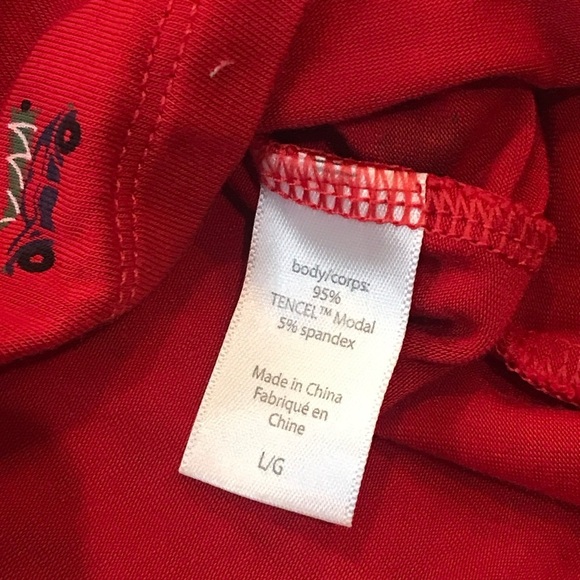 body/corps:
95%
TENCEL™ Modal
5% spandex
Made in China
Fabriqué en
Chine
L/G